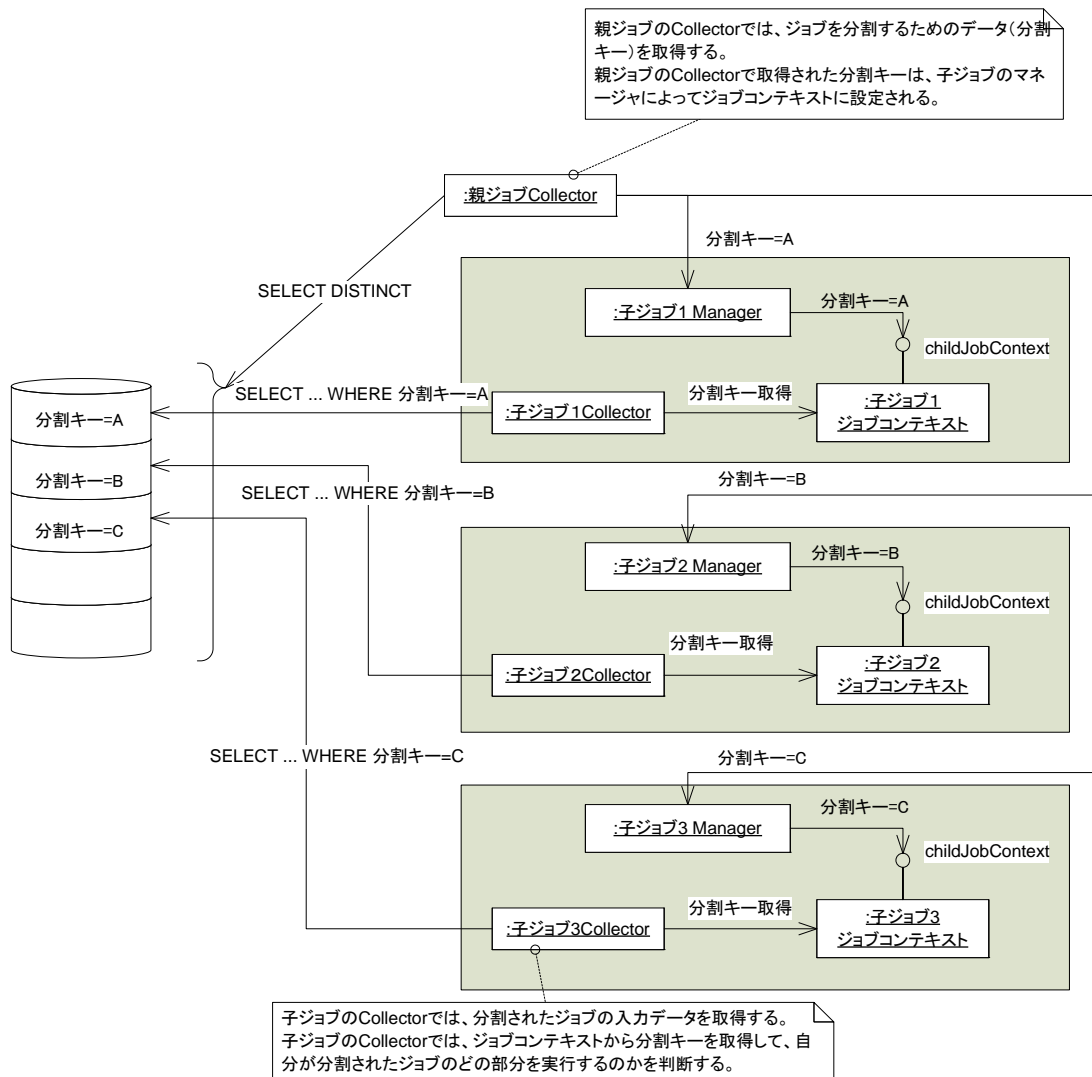 親ジョブのCollectorでは、ジョブを分割するためのデータ(分割
キー)を取得する。
親ジョブのCollectorで取得された分割キーは、子ジョブのマネ
ージャによってジョブコンテキストに設定される。
:親ジョブCollector
分割キー=A
SELECT DISTINCT
:子ジョブ1 Manager
分割キー=A
childJobContext
SELECT ... WHERE 分割キー=A
:子ジョブ1Collector
分割キー取得
:子ジョブ1
ジョブコンテキスト
分割キー=A
分割キー=B
分割キー=C
SELECT ... WHERE 分割キー=B
分割キー=B
:子ジョブ2 Manager
分割キー=B
childJobContext
:子ジョブ2Collector
分割キー取得
:子ジョブ2
ジョブコンテキスト
SELECT ... WHERE 分割キー=C
分割キー=C
:子ジョブ3 Manager
分割キー=C
childJobContext
:子ジョブ3Collector
分割キー取得
:子ジョブ3
ジョブコンテキスト
子ジョブのCollectorでは、分割されたジョブの入力データを取得する。
子ジョブのCollectorでは、ジョブコンテキストから分割キーを取得して、自
分が分割されたジョブのどの部分を実行するのかを判断する。